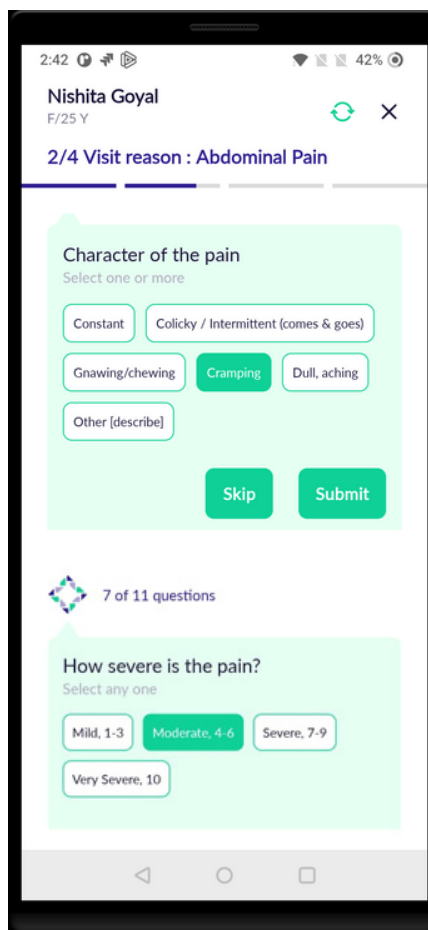 2:42 42%
Nishita Goyal
F/25 Y
2/4 Visit reason : Abdominal Pain
Character of the pain
Select one or more
Constant Colicky / Intermittent (comes & goes)
Gnawing/chewing Cramping Dull, aching
Other [describe]
Skip Submit
7 of 11 questions
How severe is the pain?
Select any one
Mild, 1-3 Moderate, 4-6 Severe, 7-9
Very Severe, 10